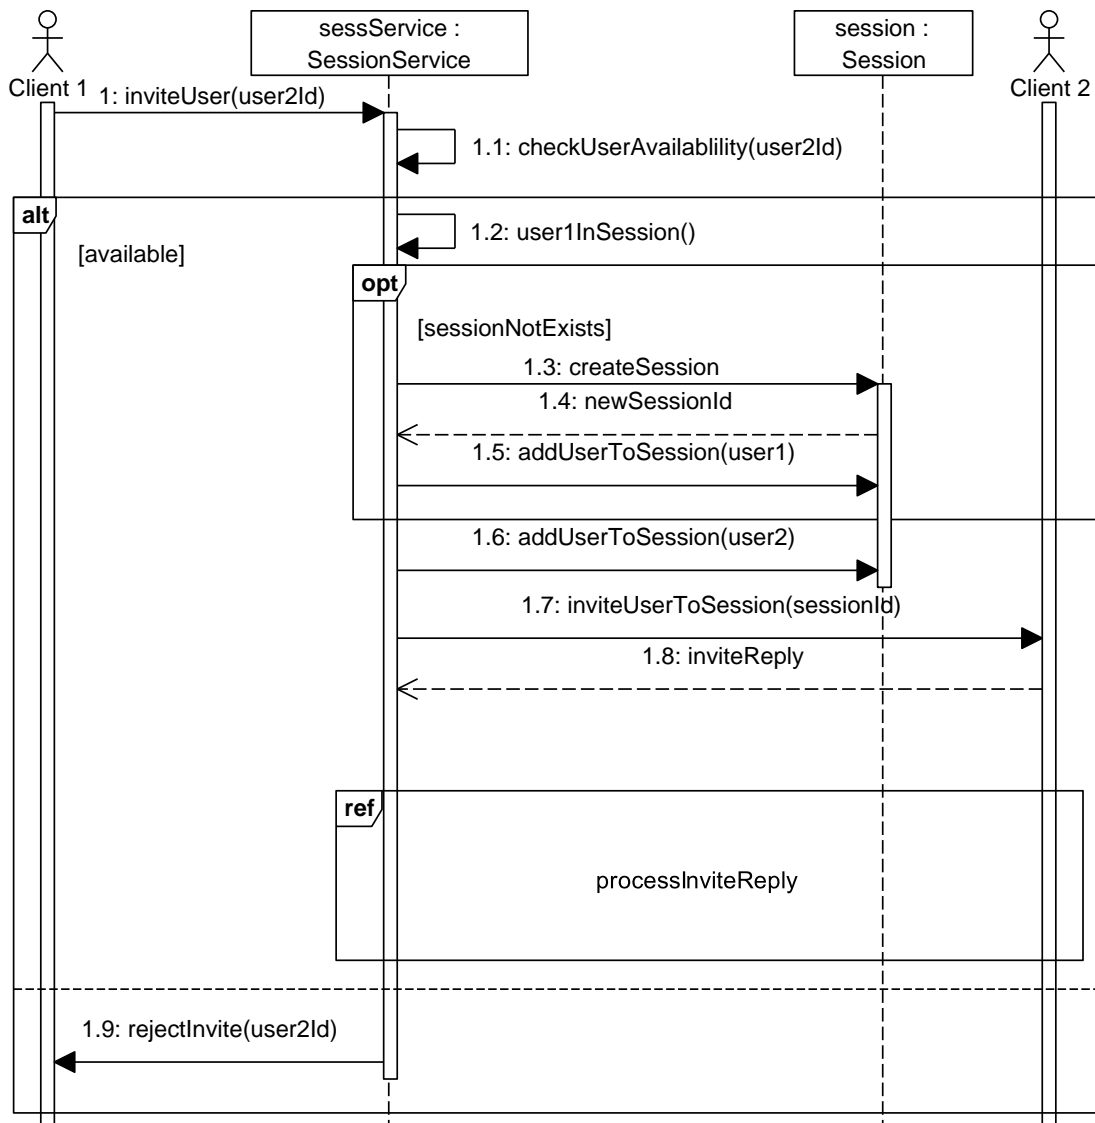 sessService :
SessionService
session :
Session
Client 1
Client 2
1: inviteUser(user2Id)
1.1: checkUserAvailablility(user2Id)
alt
1.2: user1InSession()
[available]
opt
[sessionNotExists]
1.3: createSession
1.4: newSessionId
1.5: addUserToSession(user1)
1.6: addUserToSession(user2)
1.7: inviteUserToSession(sessionId)
1.8: inviteReply
ref
processInviteReply
1.9: rejectInvite(user2Id)